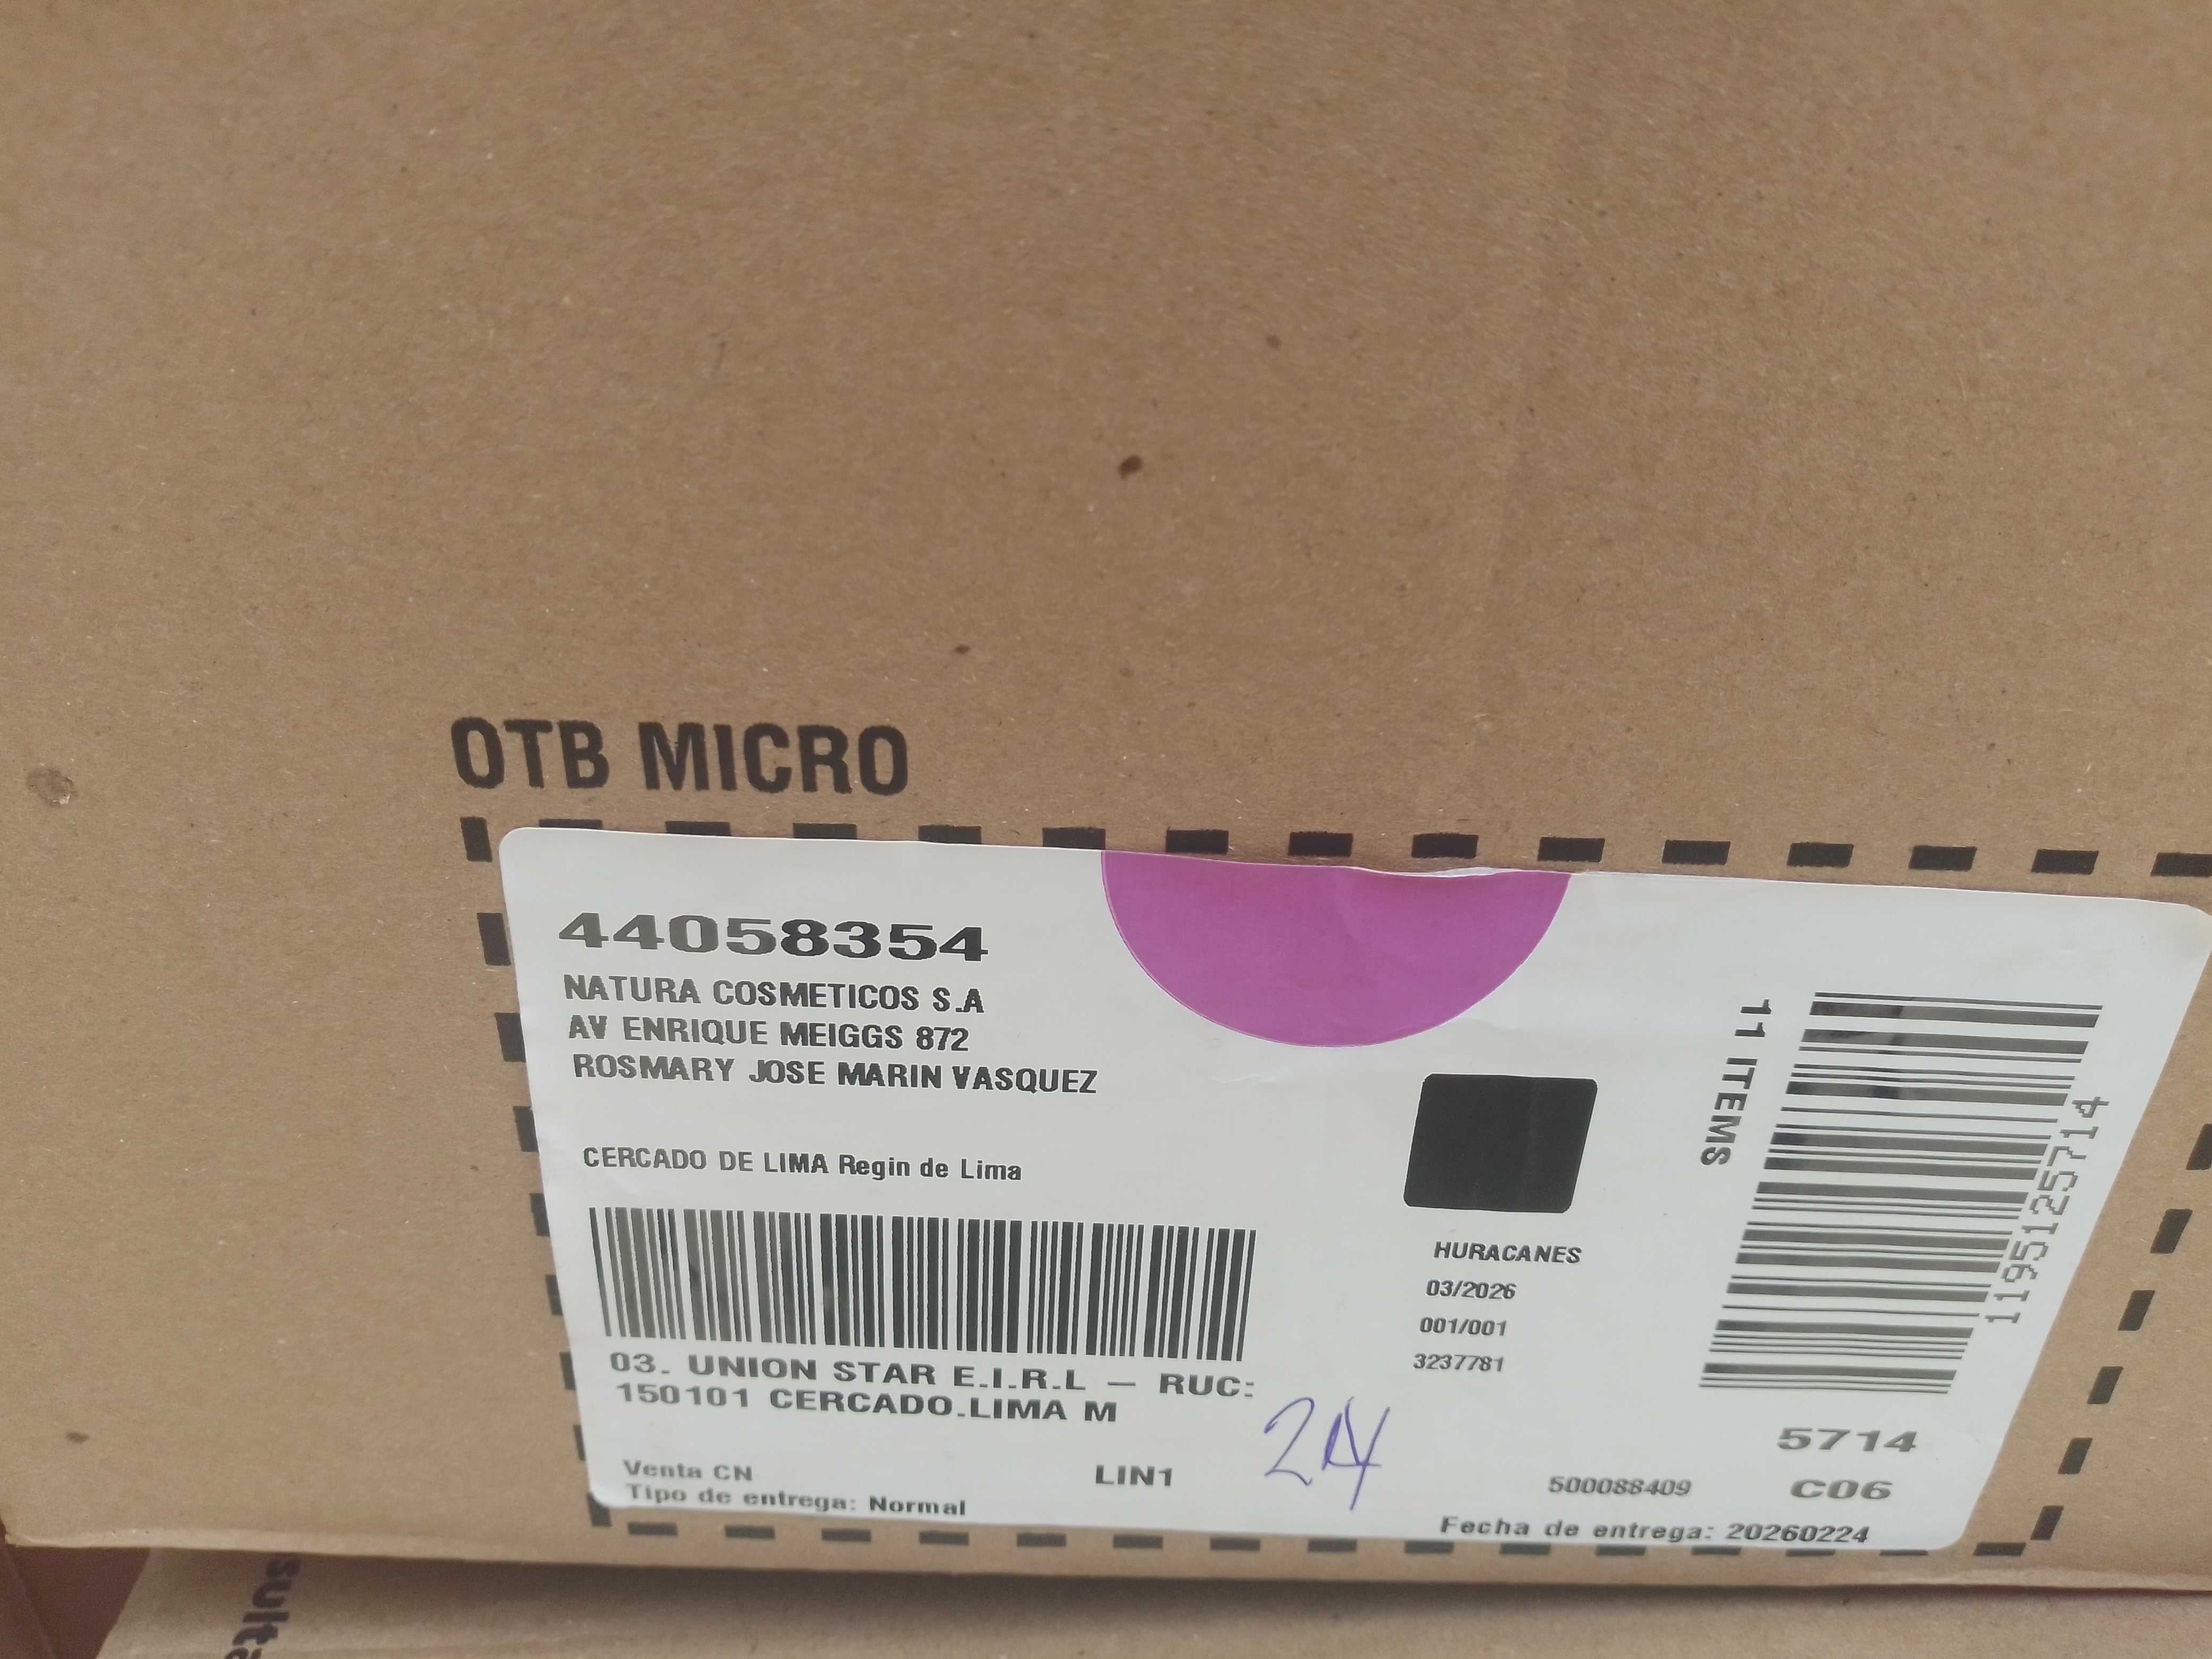 OTB MICRO
44058354
NATURA COSMETICOS S.A
AV ENRIQUE MEIGGS 872
ROSMARY JOSE MARIN VASQUEZ
CERCADO DE LIMA Regin de Lima
03. UNION STAR E.I.R.L – RUC:
150101 CERCADO.LIMA M
Venta CN
Tipo de entrega: Normal
LIN1
24
HURACANES
03/2026
001/001
3237781
11 ITEMS
1195125714
5714
500088409
C06
Fecha de entrega: 20260224